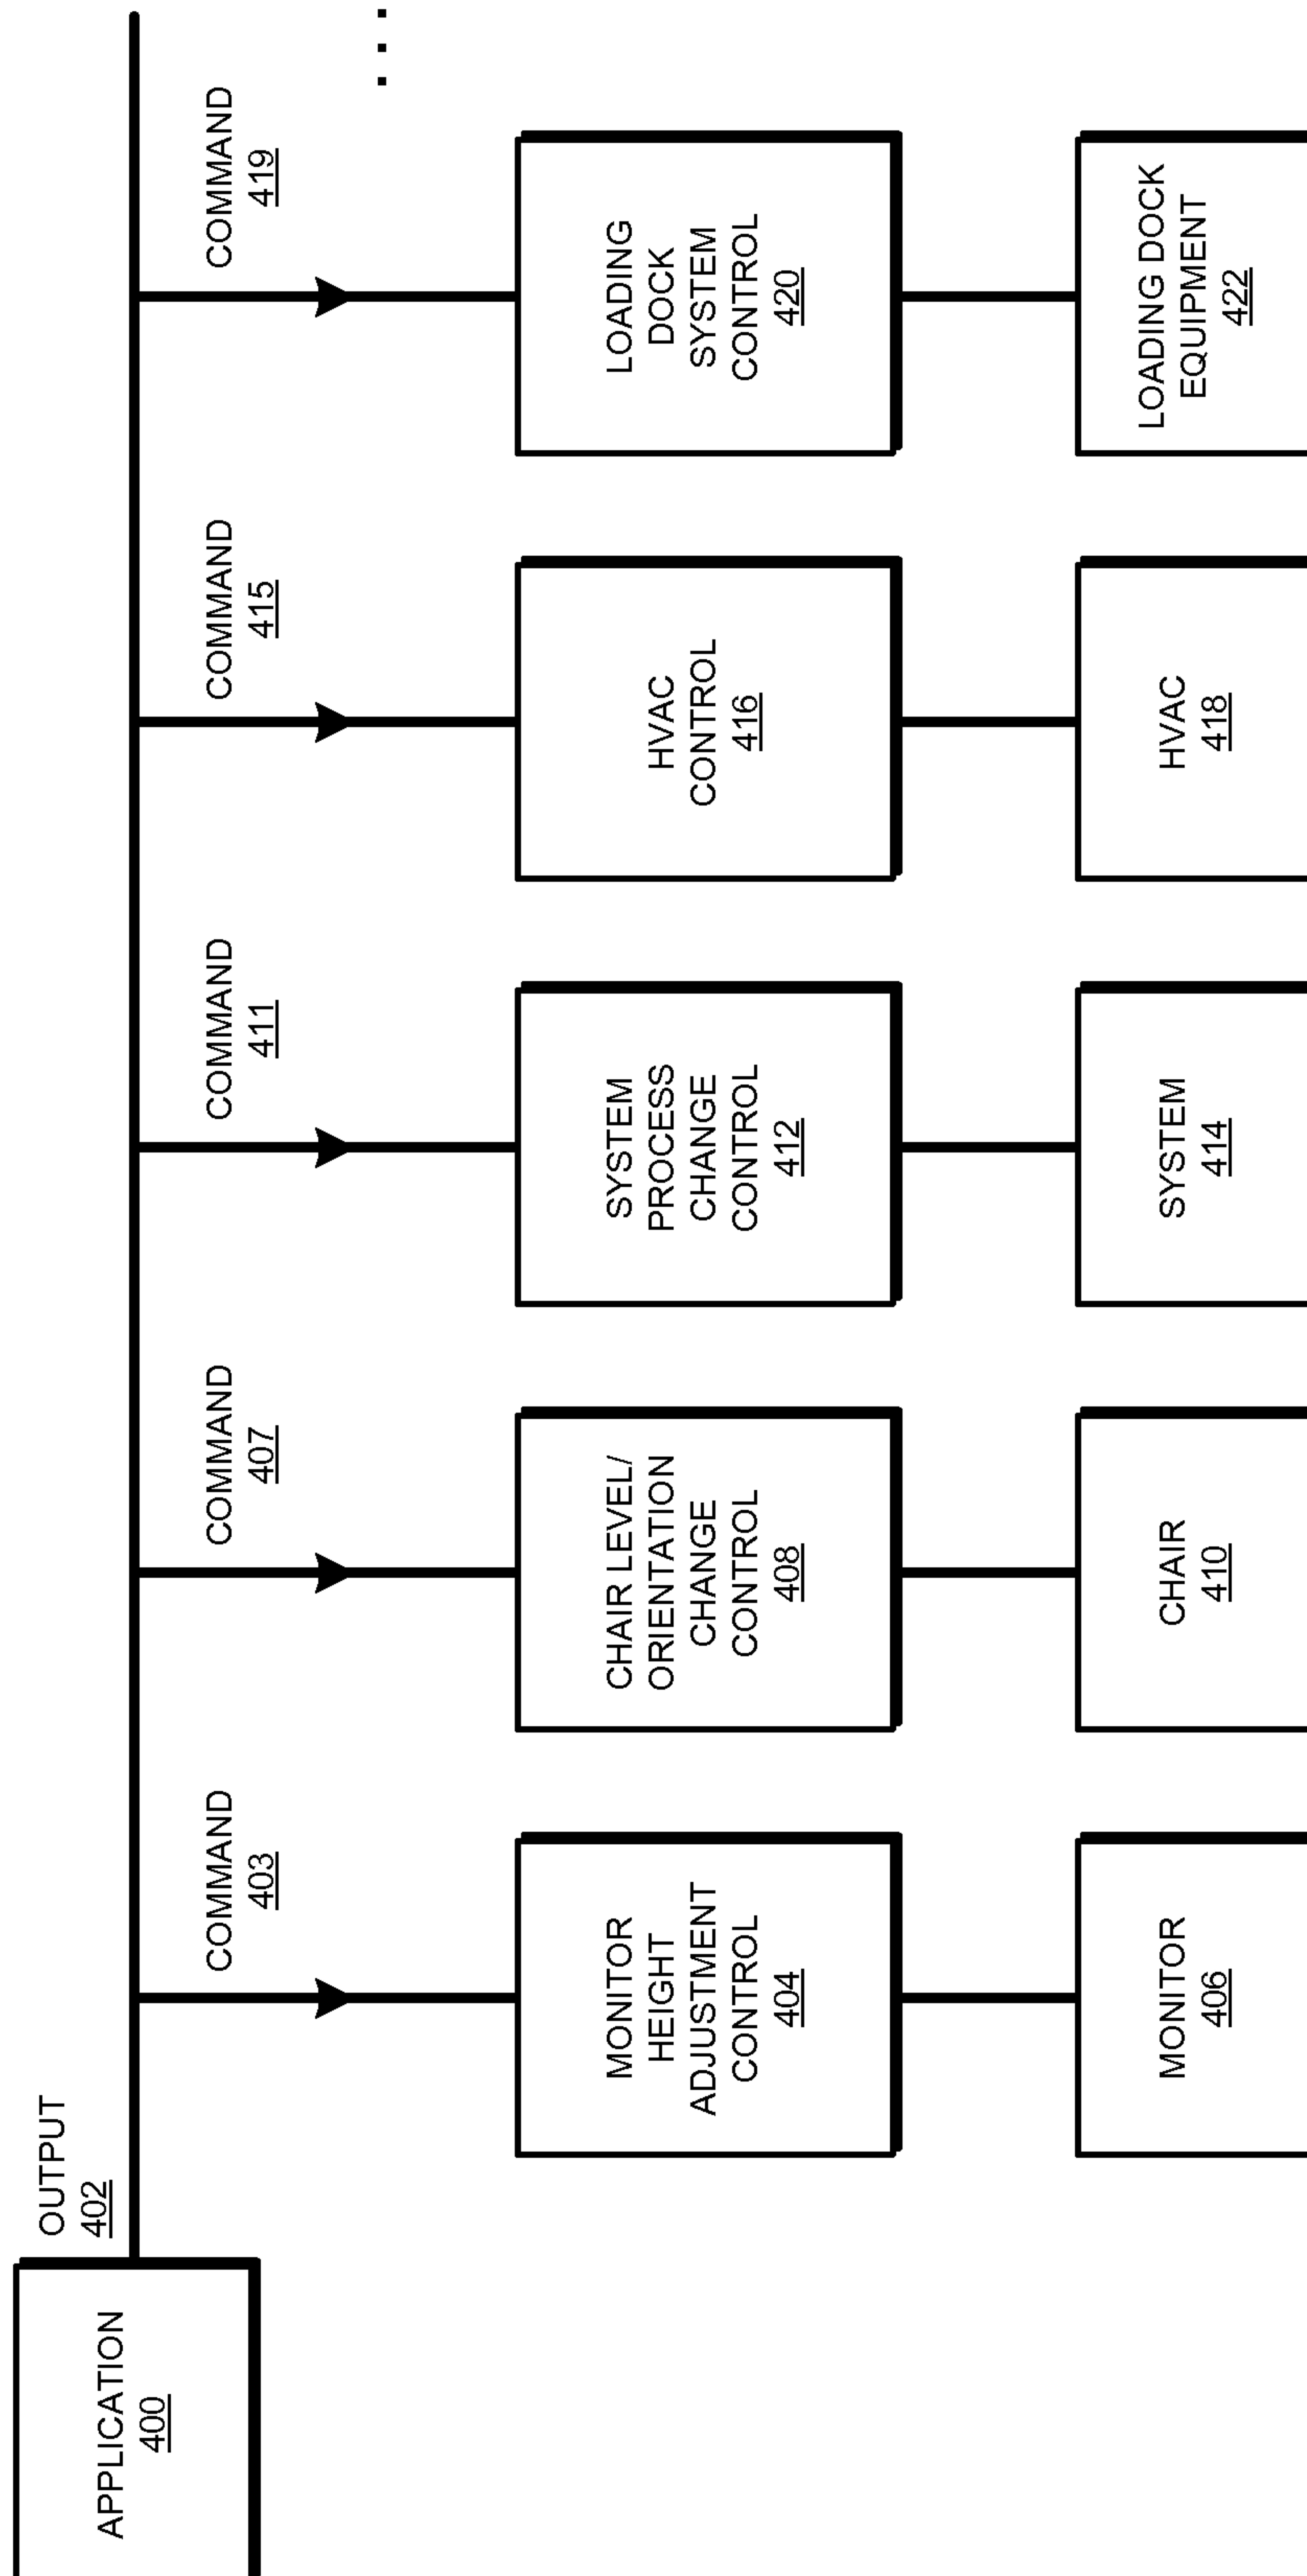 APPLICATION
400
OUTPUT
402
COMMAND
403
MONITOR
HEIGHT
ADJUSTMENT
CONTROL
404
MONITOR
406
COMMAND
407
CHAIR LEVEL/
ORIENTATION
CHANGE
CONTROL
408
CHAIR
410
COMMAND
411
SYSTEM
PROCESS
CHANGE
CONTROL
412
SYSTEM
414
COMMAND
415
HVAC
CONTROL
416
HVAC
418
COMMAND
419
LOADING
DOCK
SYSTEM
CONTROL
420
LOADING DOCK
EQUIPMENT
422
. . .